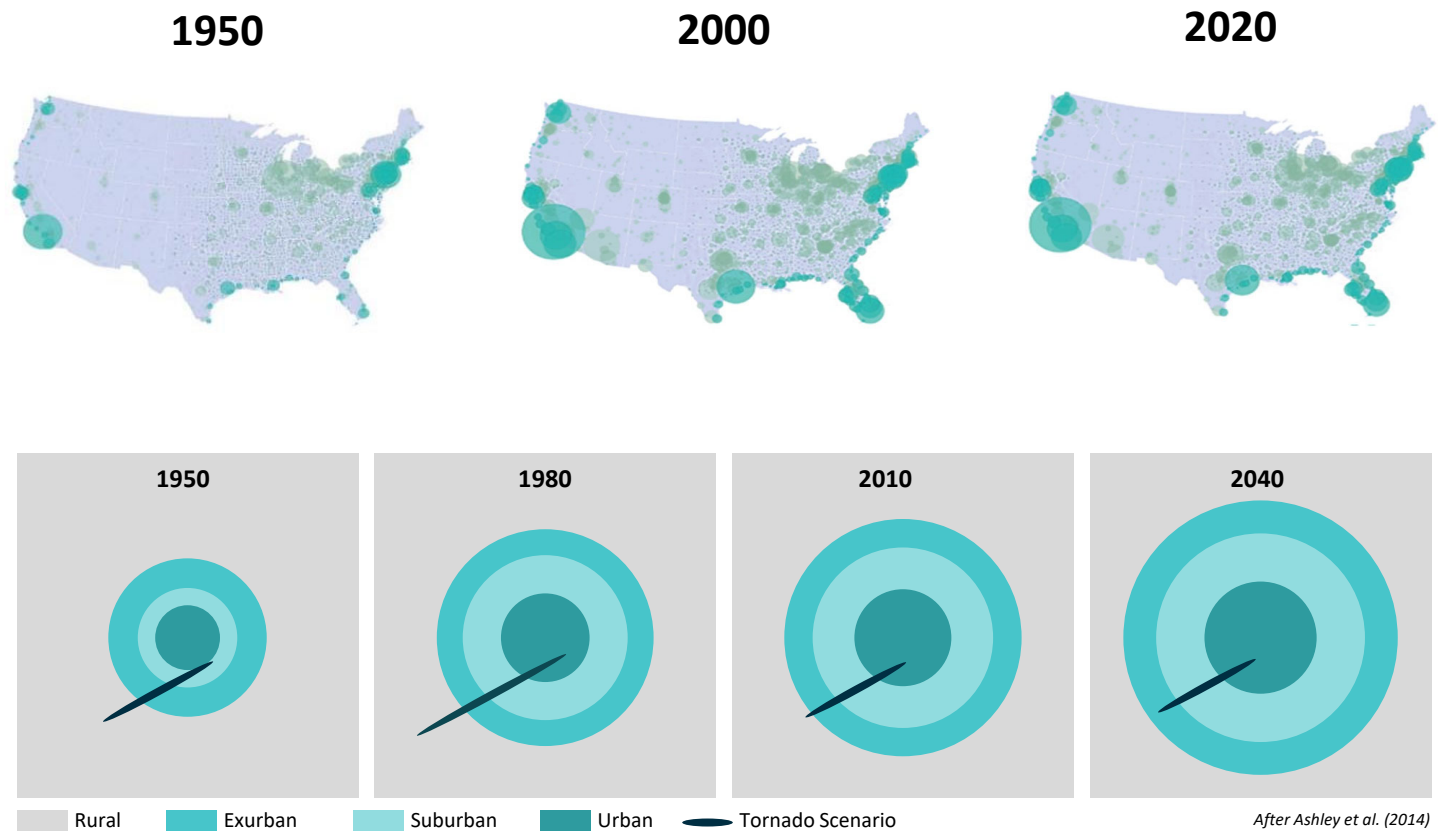 1950
2000
2020
1950
1980
2010
2040
Rural
Exurban
Suburban
Urban
Tornado Scenario
After Ashley et al. (2014)